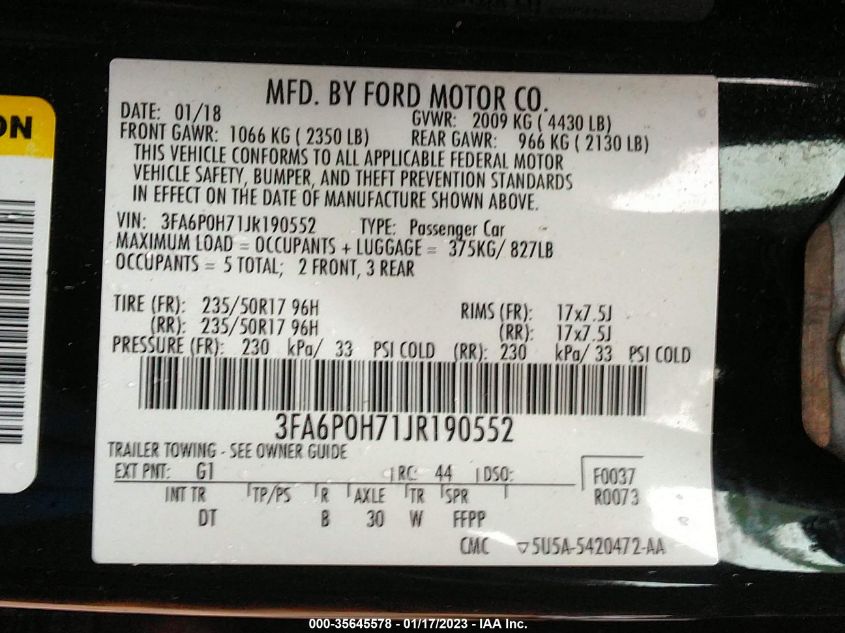 ON
MFD. BY FORD MOTOR CO.
DATE: 01/18
GVWR: 2009 KG ( 4430 LB)
FRONT GAWR: 1066 KG ( 2350 LB)
REAR GAWR: 966 KG ( 2130 LB)
THIS VEHICLE CONFORMS TO ALL APPLICABLE FEDERAL MOTOR
VEHICLE SAFETY, BUMPER, AND THEFT PREVENTION STANDARDS
IN EFFECT ON THE DATE OF MANUFACTURE SHOWN ABOVE.
VIN: 3FA6P0H71JR190552 TYPE: Passenger Car
MAXIMUM LOAD = OCCUPANTS + LUGGAGE = 375KG/ 827LB
OCCUPANTS = 5 TOTAL; 2 FRONT, 3 REAR
TIRE (FR): 235/50R17 96H RIMS (FR): 17x7.5J
(RR): 235/50R17 96H (RR): 17x7.5J
PRESSURE (FR): 230 kPa/ 33 PSI COLD (RR): 230 kPa/ 33 PSI COLD
3FA6P0H71JR190552
TRAILER TOWING - SEE OWNER GUIDE
EXT PNT: G1 RC: 44 DSO: F0037
INT TR TP/PS R AXLE TR SPR R0073
DT B 30 W FFPP
CMC ▽5U5A-5420472-AA
000-35645578 - 01/17/2023 - IAA Inc.